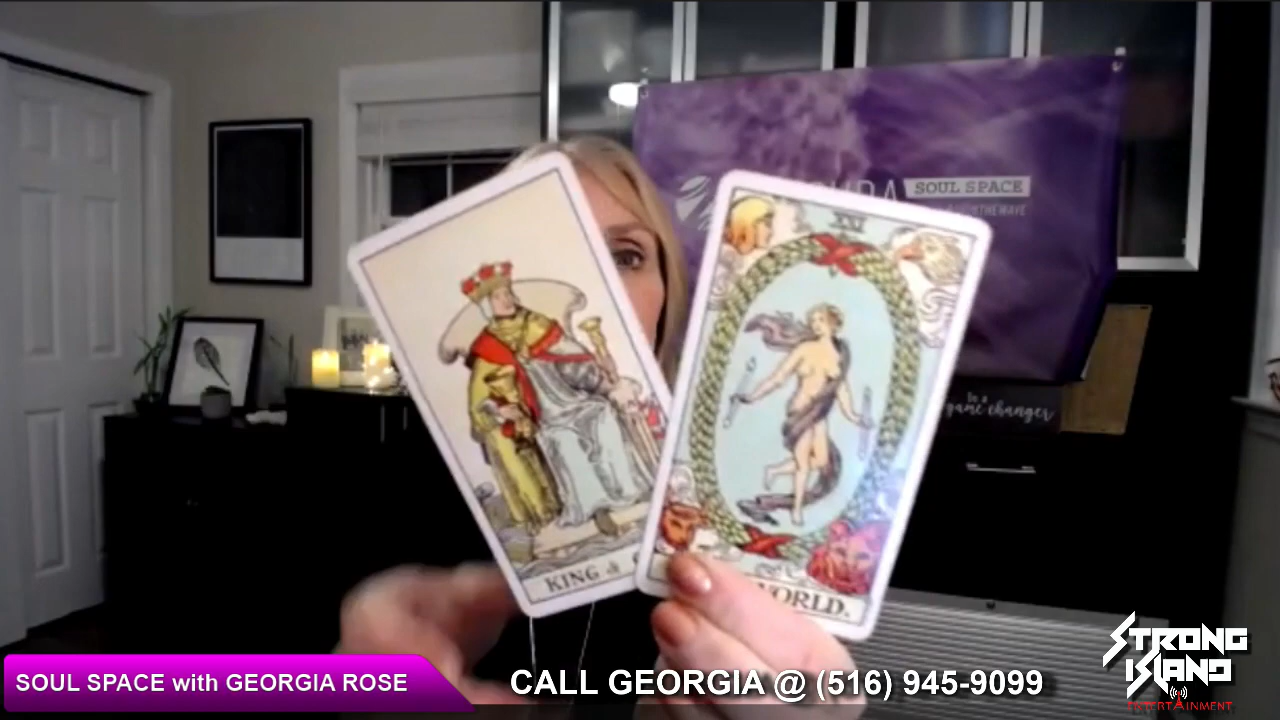 SOUL SPACE
XXI
be a
game changer
KING of
WORLD.
SOUL SPACE with GEORGIA ROSE
CALL GEORGIA @ (516) 945-9099
STRONG
ISLAND
ENTERTAINMENT